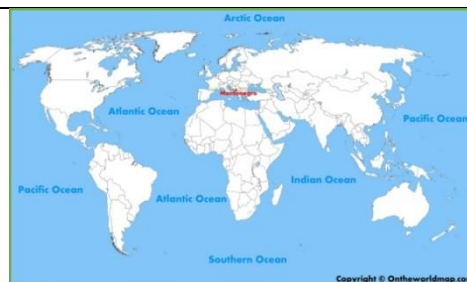 Arctic Ocean
Montenegro
Atlantic Ocean
Pacific Ocean
Indian Ocean
Pacific Ocean
Atlantic Ocean
Southern Ocean
Copyright © Ontheworldmap.com